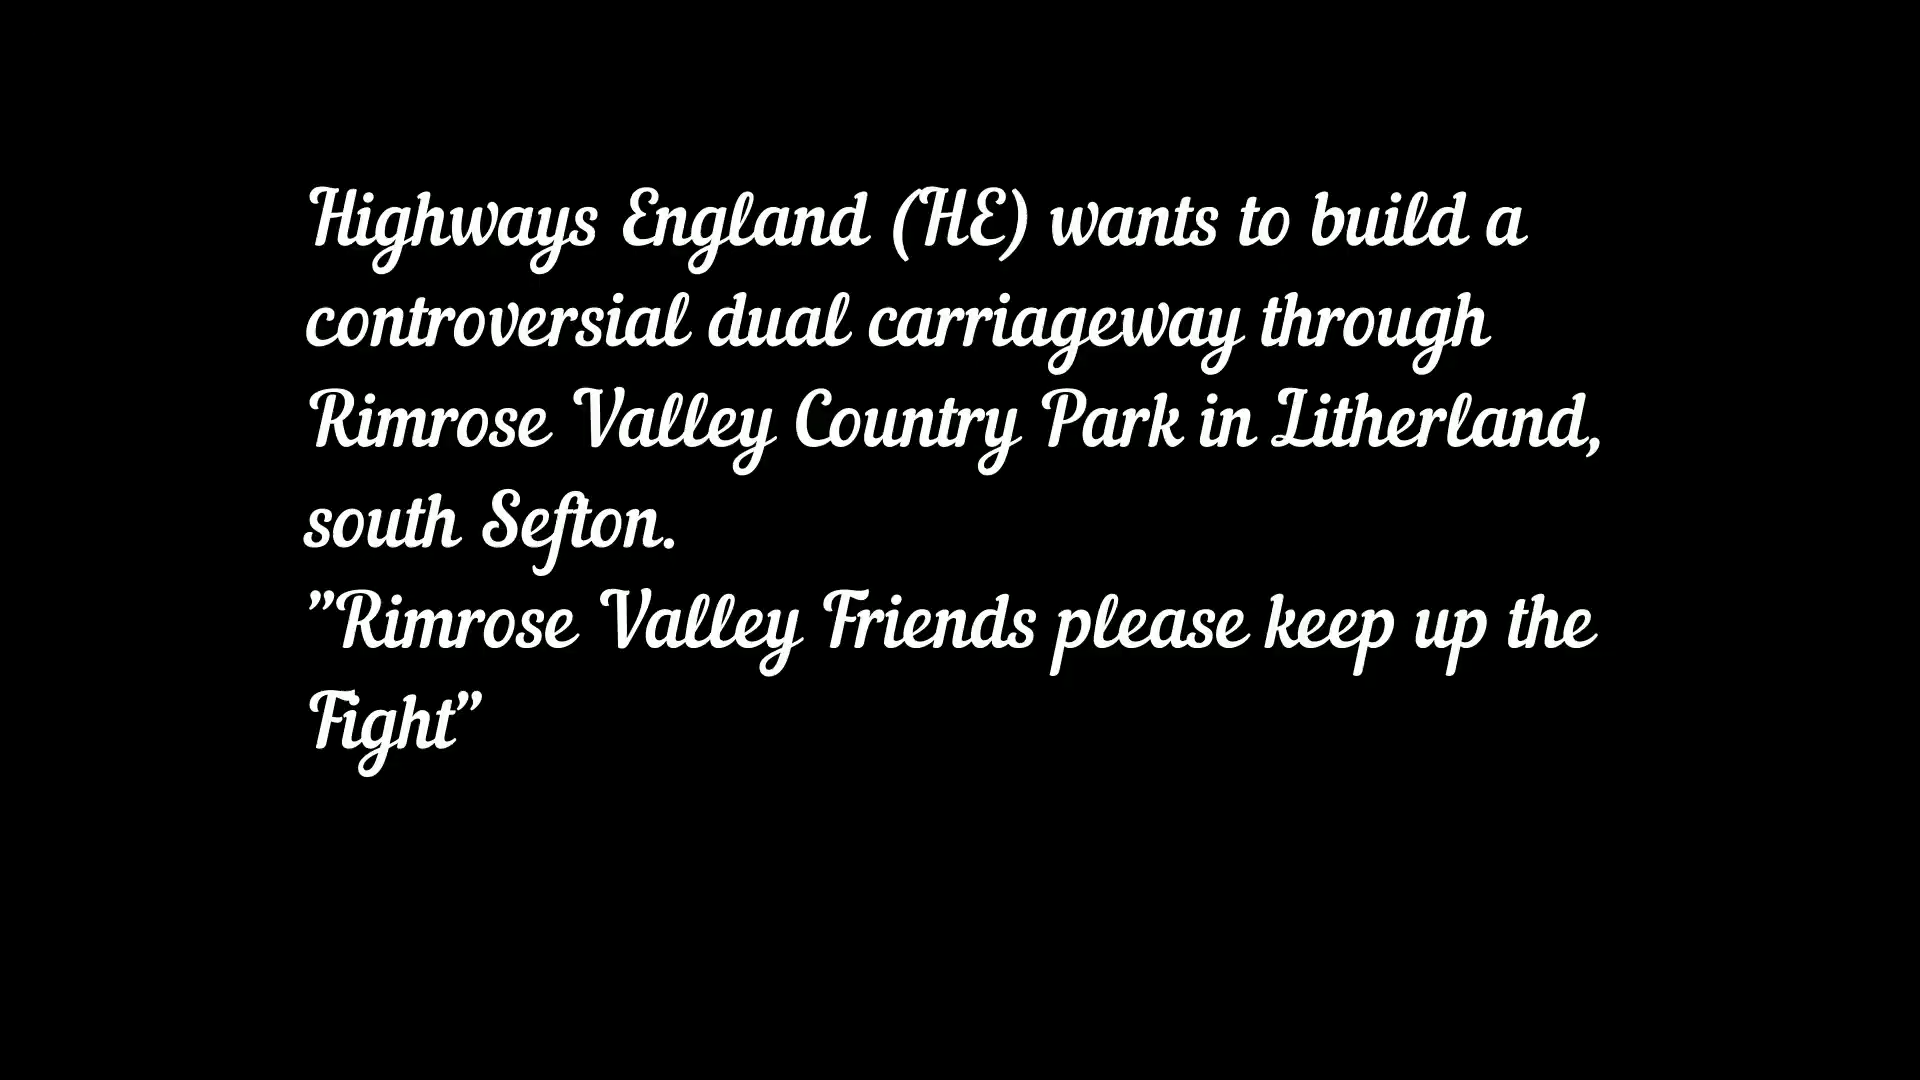 Highways England (HE) wants to build a
controversial dual carriageway through
Rimrose Valley Country Park in Litherland,
south Sefton.
”Rimrose Valley Friends please keep up the
Fight”